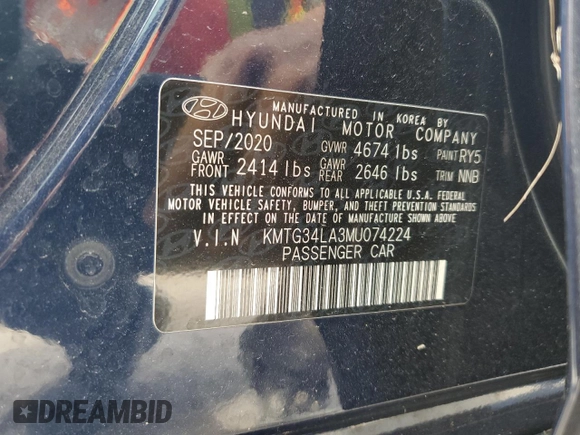 MANUFACTURED IN KOREA BY
HYUNDAI MOTOR COMPANY
SEP/2020 GVWR 4674 lbs PAINT RY5
GAWR FRONT 2414 lbs GAWR REAR 2646 lbs TRIM NNB
THIS VEHICLE CONFORMS TO ALL APPLICABLE U.S.A. FEDERAL
MOTOR VEHICLE SAFETY, BUMPER, AND THEFT PREVENTION STANDARDS
IN EFFECT ON THE DATE OF MANUFACTURE SHOWN ABOVE.
V.I.N KMTG34LA3MU074224
PASSENGER CAR
DREAMBID